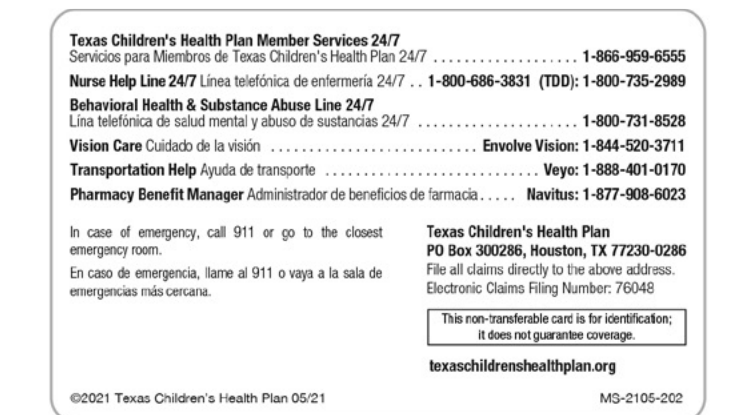 Texas Children's Health Plan Member Services 24/7
Servicios para Miembros de Texas Children's Health Plan 24/7 . . . . . . . . . . . . . . . . . . 1-866-959-6555
Nurse Help Line 24/7 Línea telefónica de enfermería 24/7 . . 1-800-686-3831 (TDD): 1-800-735-2989
Behavioral Health & Substance Abuse Line 24/7
Lína telefónica de salud mental y abuso de sustancias 24/7 . . . . . . . . . . . . . . . . . . . . 1-800-731-8528
Vision Care Cuidado de la visión . . . . . . . . . . . . . . . . . . . . . . . . . . Envolve Vision: 1-844-520-3711
Transportation Help Ayuda de transporte . . . . . . . . . . . . . . . . . . . . . . . . . . . Veyo: 1-888-401-0170
Pharmacy Benefit Manager Administrador de beneficios de farmacia . . . . . Navitus: 1-877-908-6023
In case of emergency, call 911 or go to the closest
emergency room.
En caso de emergencia, llame al 911 o vaya a la sala de
emergencias más cercana.
Texas Children's Health Plan
PO Box 300286, Houston, TX 77230-0286
File all claims directly to the above address.
Electronic Claims Filing Number: 76048
This non-transferable card is for identification;
it does not guarantee coverage.
texaschildrenshealthplan.org
©2021 Texas Children's Health Plan 05/21
MS-2105-202